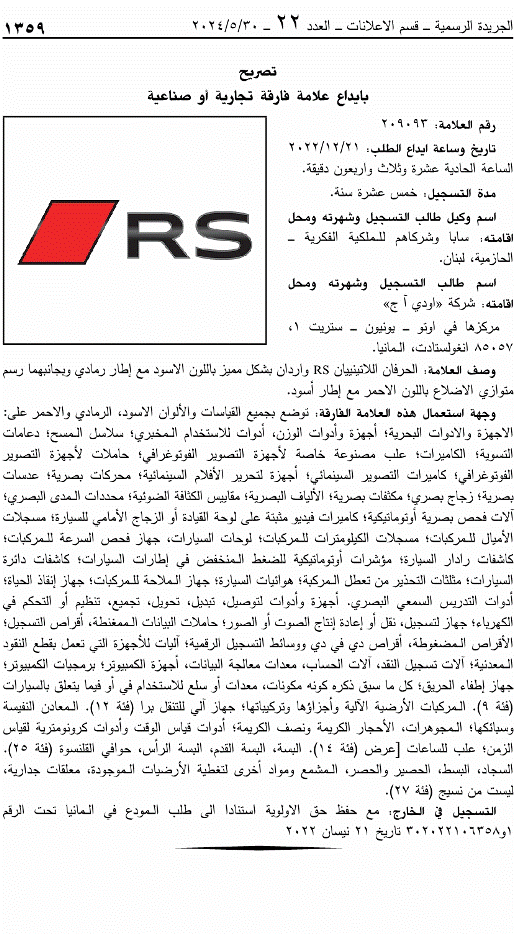 الجريدة الرسمية ــ قسم الاعلانات ــ العدد ٢٢ ــ ٢٠٢٤/٥/٣٠
١٣٥٩
تصريح
بايداع علامة فارقة تجارية أو صناعية
رقم العلامة: ٢٠٩٠٩٣
تاريخ وساعة ايداع الطلب: ٢٠٢٢/١٢/٢١
الساعة الحادية عشرة وثلاث واربعون دقيقة.
مدة التسجيل: خمس عشرة سنة.
اسم وكيل طالب التسجيل وشهرته ومحل
اقامته: سابا وشركاهم للملكية الفكرية ــ
الحازمية، لبنان.
اسم طالب التسجيل وشهرته ومحل
اقامته: شركة «اودي آ ج»
مركزها في اوتو ــ يونيون ــ ستريت ١،
٨٥٠٥٧ انغولستادت، المانيا.
RS
وصف العلامة: الحرفان اللاتينييان RS واردان بشكل مميز باللون الاسود مع إطار رمادي وبجانبهما رسم
متوازي الاضلاع باللون الاحمر مع إطار أسود.
وجهة استعمال هذه العلامة الفارقة: توضع بجميع القياسات والألوان الاسود، الرمادي والاحمر على:
الاجهزة والادوات البحرية؛ أجهزة وأدوات الوزن، أدوات للاستخدام المخبري؛ سلاسل المسح؛ دعامات
التسوية؛ الكاميرات؛ علب مصنوعة خاصة لأجهزة التصوير الفوتوغرافي؛ حاملات لأجهزة التصوير
الفوتوغرافي؛ كاميرات التصوير السينمائي؛ أجهزة لتحرير الأفلام السينمائية؛ محركات بصرية؛ عدسات
بصرية؛ زجاج بصري؛ مكثفات بصرية؛ الألياف البصرية؛ مقاييس الكثافة الضوئية؛ محددات المدى البصري؛
آلات فحص بصرية أوتوماتيكية؛ كاميرات فيديو مثبتة على لوحة القيادة أو الزجاج الأمامي للسيارة؛ مسجلات
الأميال للمركبات؛ مسجلات الكيلومترات للمركبات؛ لوحات السيارات، جهاز فحص السرعة للمركبات؛
كاشفات رادار السيارة؛ مؤشرات أوتوماتيكية للضغط المنخفض في إطارات السيارات؛ كاشفات دائرة
السيارات؛ مثلثات التحذير من تعطل المركبة؛ هوائيات السيارة؛ جهاز الملاحة للمركبات؛ جهاز إنقاذ الحياة؛
أدوات التدريس السمعي البصري. أجهزة وأدوات لتوصيل، تبديل، تحويل، تجميع، تنظيم أو التحكم في
الكهرباء؛ جهاز لتسجيل، نقل أو إعادة إنتاج الصوت أو الصور؛ حاملات البيانات الممغنطة، أقراص التسجيل؛
الأقراص المضغوطة، أقراص دي في دي ووسائط التسجيل الرقمية؛ آليات للأجهزة التي تعمل بقطع النقود
المعدنية؛ آلات تسجيل النقد، آلات الحساب، معدات معالجة البيانات، أجهزة الكمبيوتر؛ برمجيات الكمبيوتر؛
جهاز إطفاء الحريق؛ كل ما سبق ذكره كونه مكونات، معدات أو سلع للاستخدام في أو فيما يتعلق بالسيارات
(فئة ٩). المركبات الأرضية الآلية وأجزاؤها وتركيباتها؛ جهاز آلي للتنقل برا (فئة ١٢). المعادن النفيسة
وسبائكها؛ المجوهرات، الأحجار الكريمة ونصف الكريمة؛ أدوات قياس الوقت وأدوات كرونومترية لقياس
الزمن؛ علب للساعات [عرض (فئة ١٤). البسة، البسة القدم، البسة الرأس، حوافي القلنسوة (فئة ٢٥).
السجاد، البسط، الحصير والحصر، المشمع ومواد أخرى لتغطية الأرضيات الموجودة، معلقات جدارية،
ليست من نسيج (فئة ٢٧).
التسجيل في الخارج: مع حفظ حق الاولوية استنادا الى طلب المودع في المانيا تحت الرقم
٣٠٢٠٢٢١٠٦٣٥٨و١ تاريخ ٢١ نيسان ٢٠٢٢